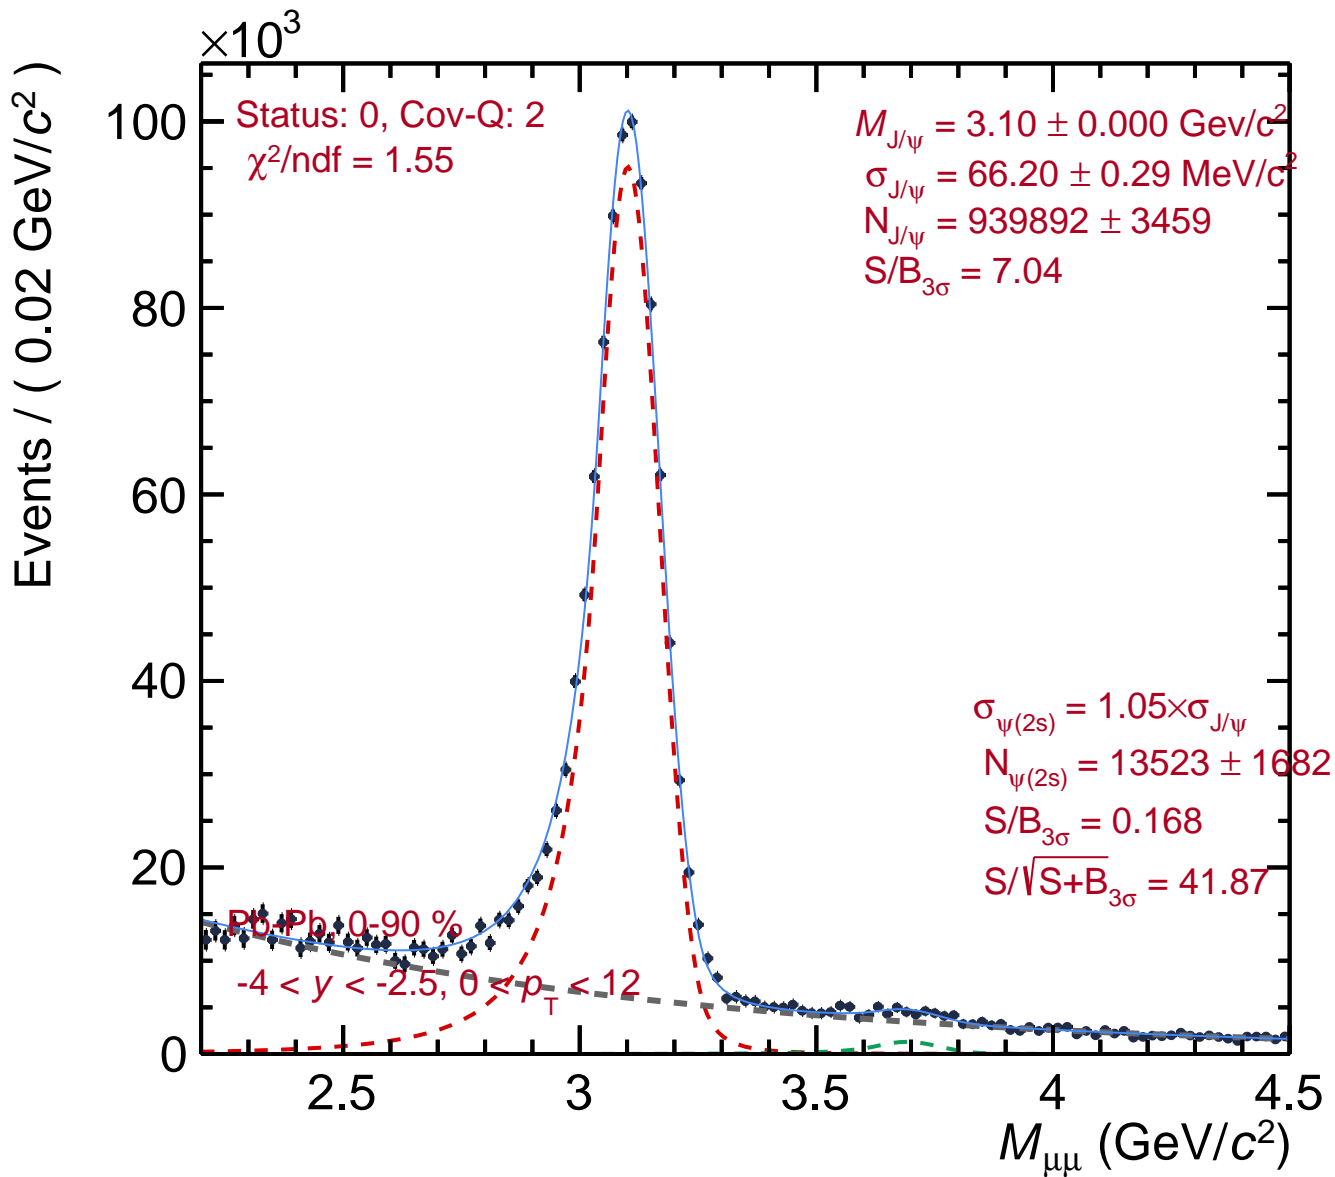 ×10³
Events / ( 0.02 GeV/c² )
100
80
60
40
20
0
Status: 0, Cov-Q: 2
χ²/ndf = 1.55
M_J/ψ = 3.10 ± 0.000 Gev/c²
σ_J/ψ = 66.20 ± 0.29 MeV/c²
N_J/ψ = 939892 ± 3459
S/B_3σ = 7.04
σ_ψ(2s) = 1.05×σ_J/ψ
N_ψ(2s) = 13523 ± 1682
S/B_3σ = 0.168
S/√S+B_3σ = 41.87
Pb-Pb, 0-90 %
-4 < y < -2.5, 0 < p_T < 12
2.5 3 3.5 4 4.5
M_μμ (GeV/c²)